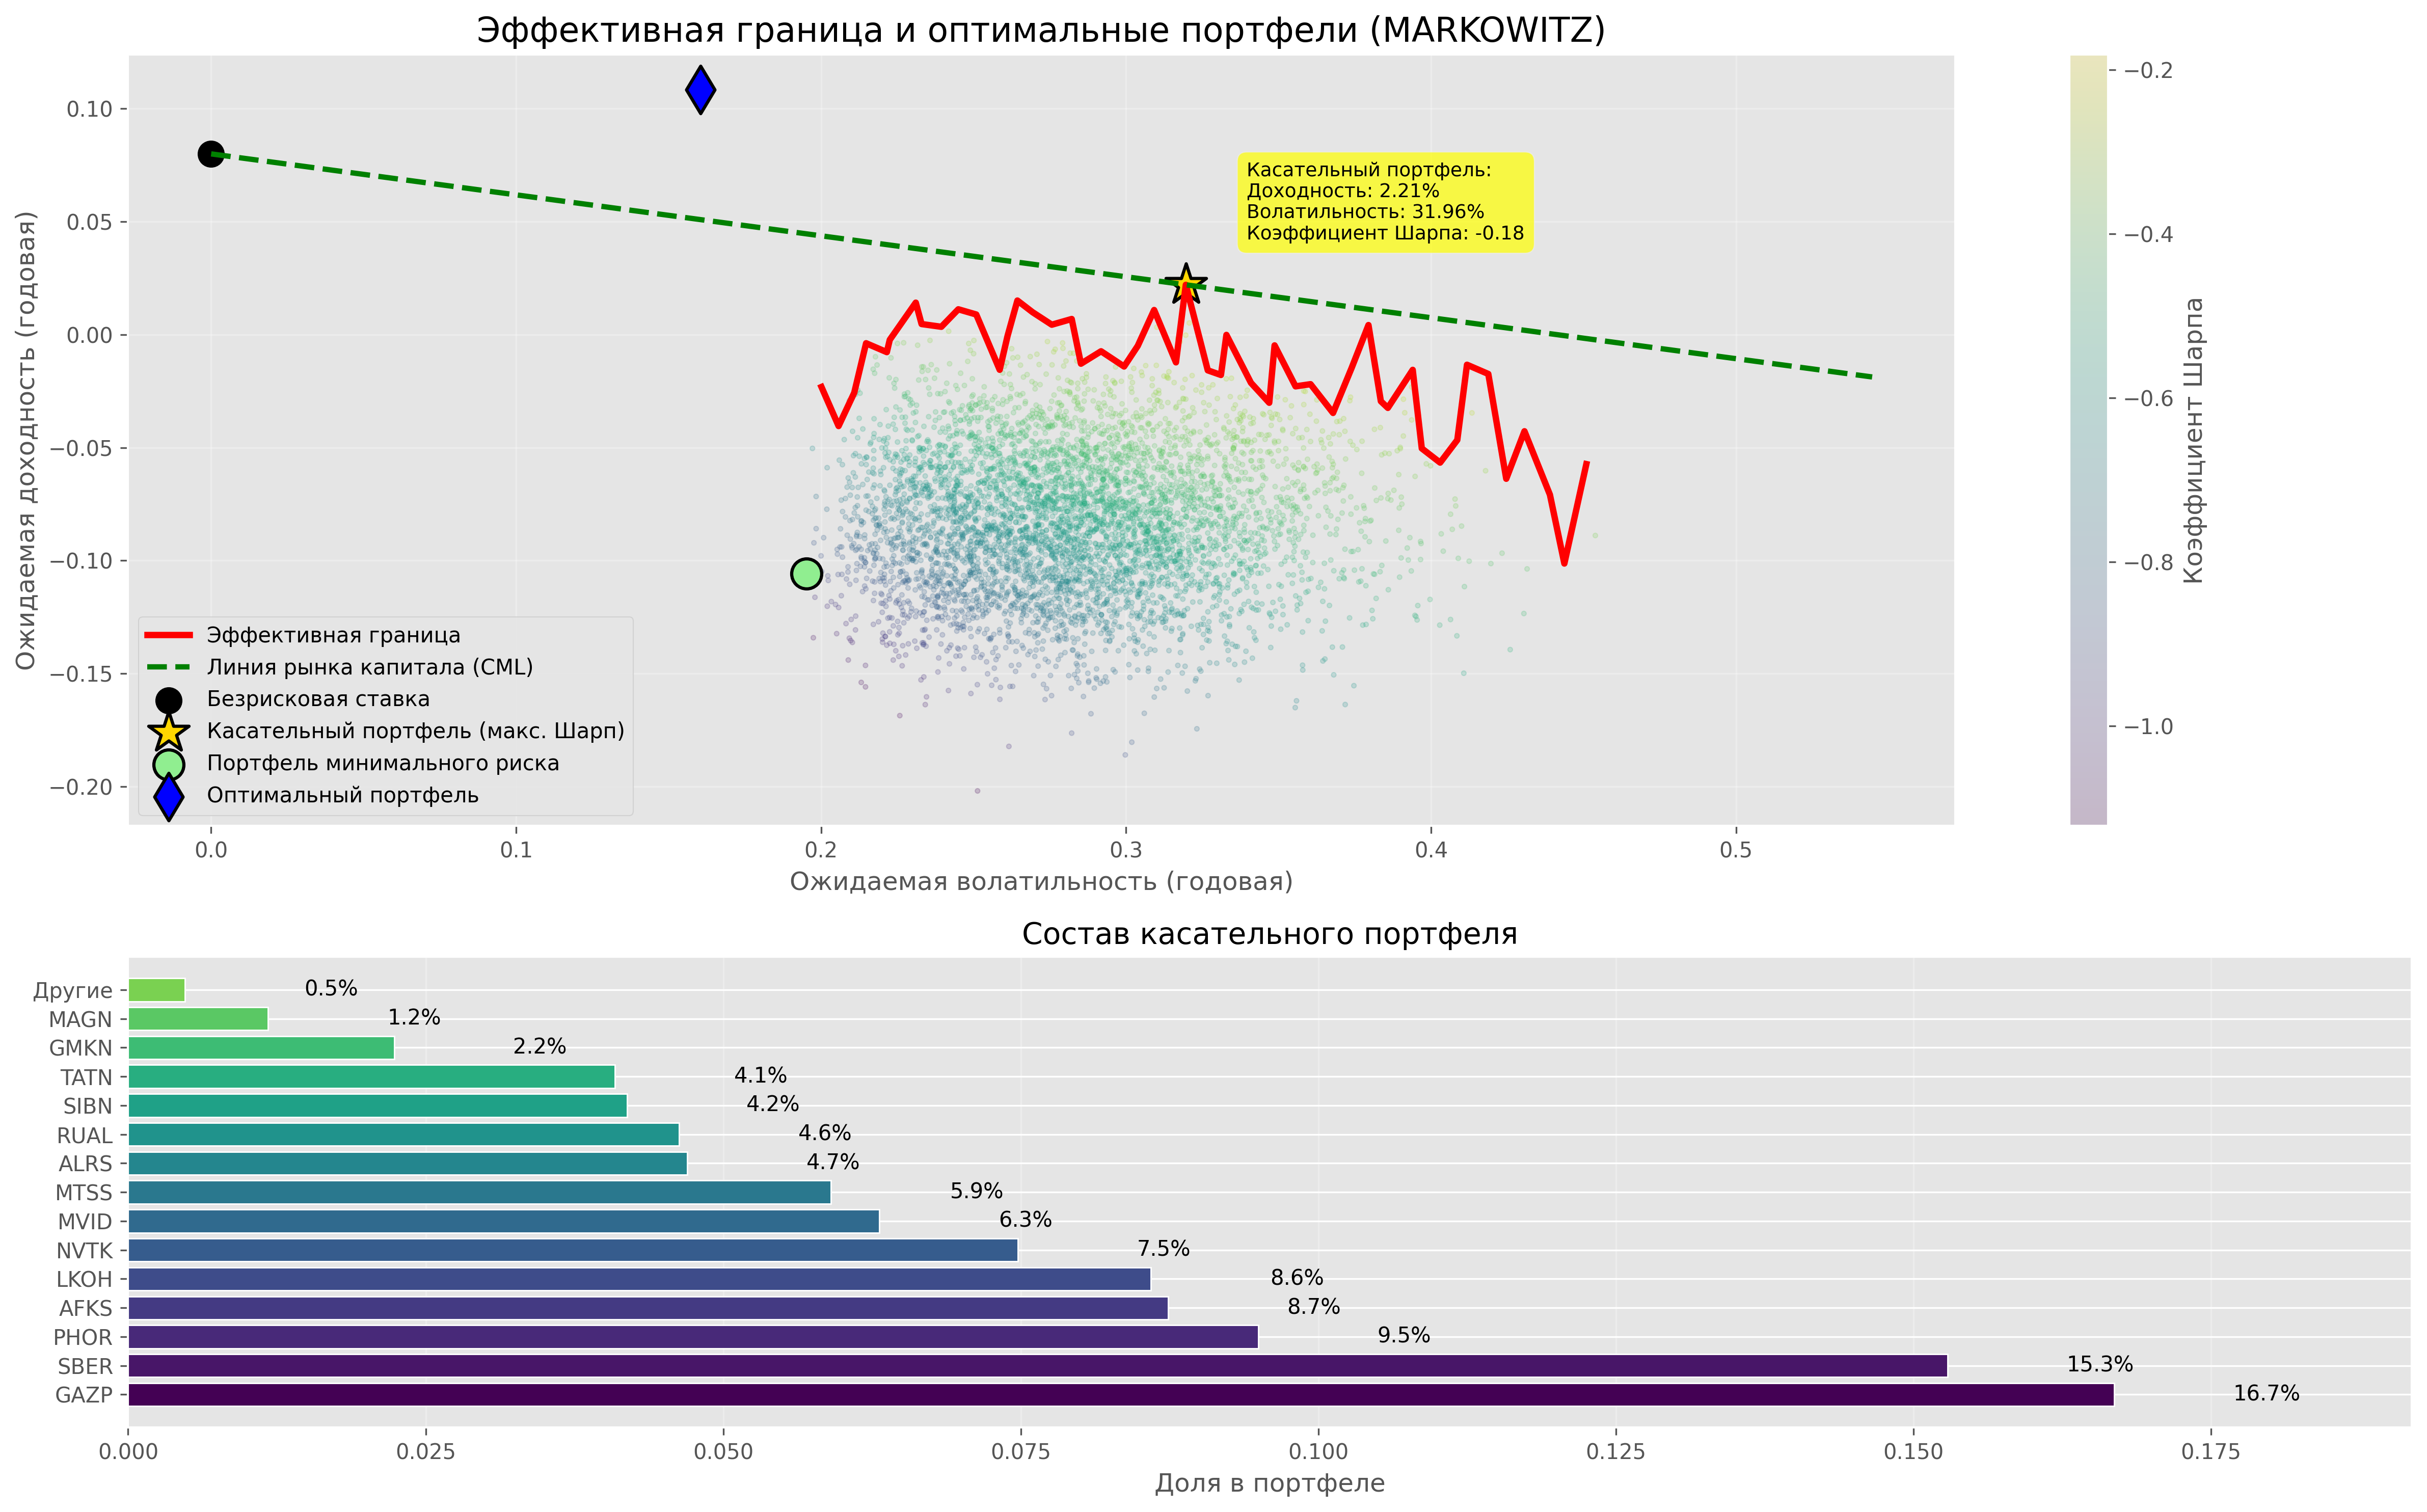 Эффективная граница и оптимальные портфели (MARKOWITZ)
Ожидаемая доходность (годовая)
0.10
0.05
0.00
−0.05
−0.10
−0.15
−0.20
Касательный портфель:
Доходность: 2.21%
Волатильность: 31.96%
Коэффициент Шарпа: -0.18
Эффективная граница
Линия рынка капитала (CML)
Безрисковая ставка
Касательный портфель (макс. Шарп)
Портфель минимального риска
Оптимальный портфель
0.0 0.1 0.2 0.3 0.4 0.5
Ожидаемая волатильность (годовая)
−0.2
−0.4
−0.6
−0.8
−1.0
Коэффициент Шарпа
Состав касательного портфеля
Другие 0.5%
MAGN 1.2%
GMKN 2.2%
TATN 4.1%
SIBN 4.2%
RUAL 4.6%
ALRS 4.7%
MTSS 5.9%
MVID 6.3%
NVTK 7.5%
LKOH 8.6%
AFKS 8.7%
PHOR 9.5%
SBER 15.3%
GAZP 16.7%
0.000 0.025 0.050 0.075 0.100 0.125 0.150 0.175
Доля в портфеле